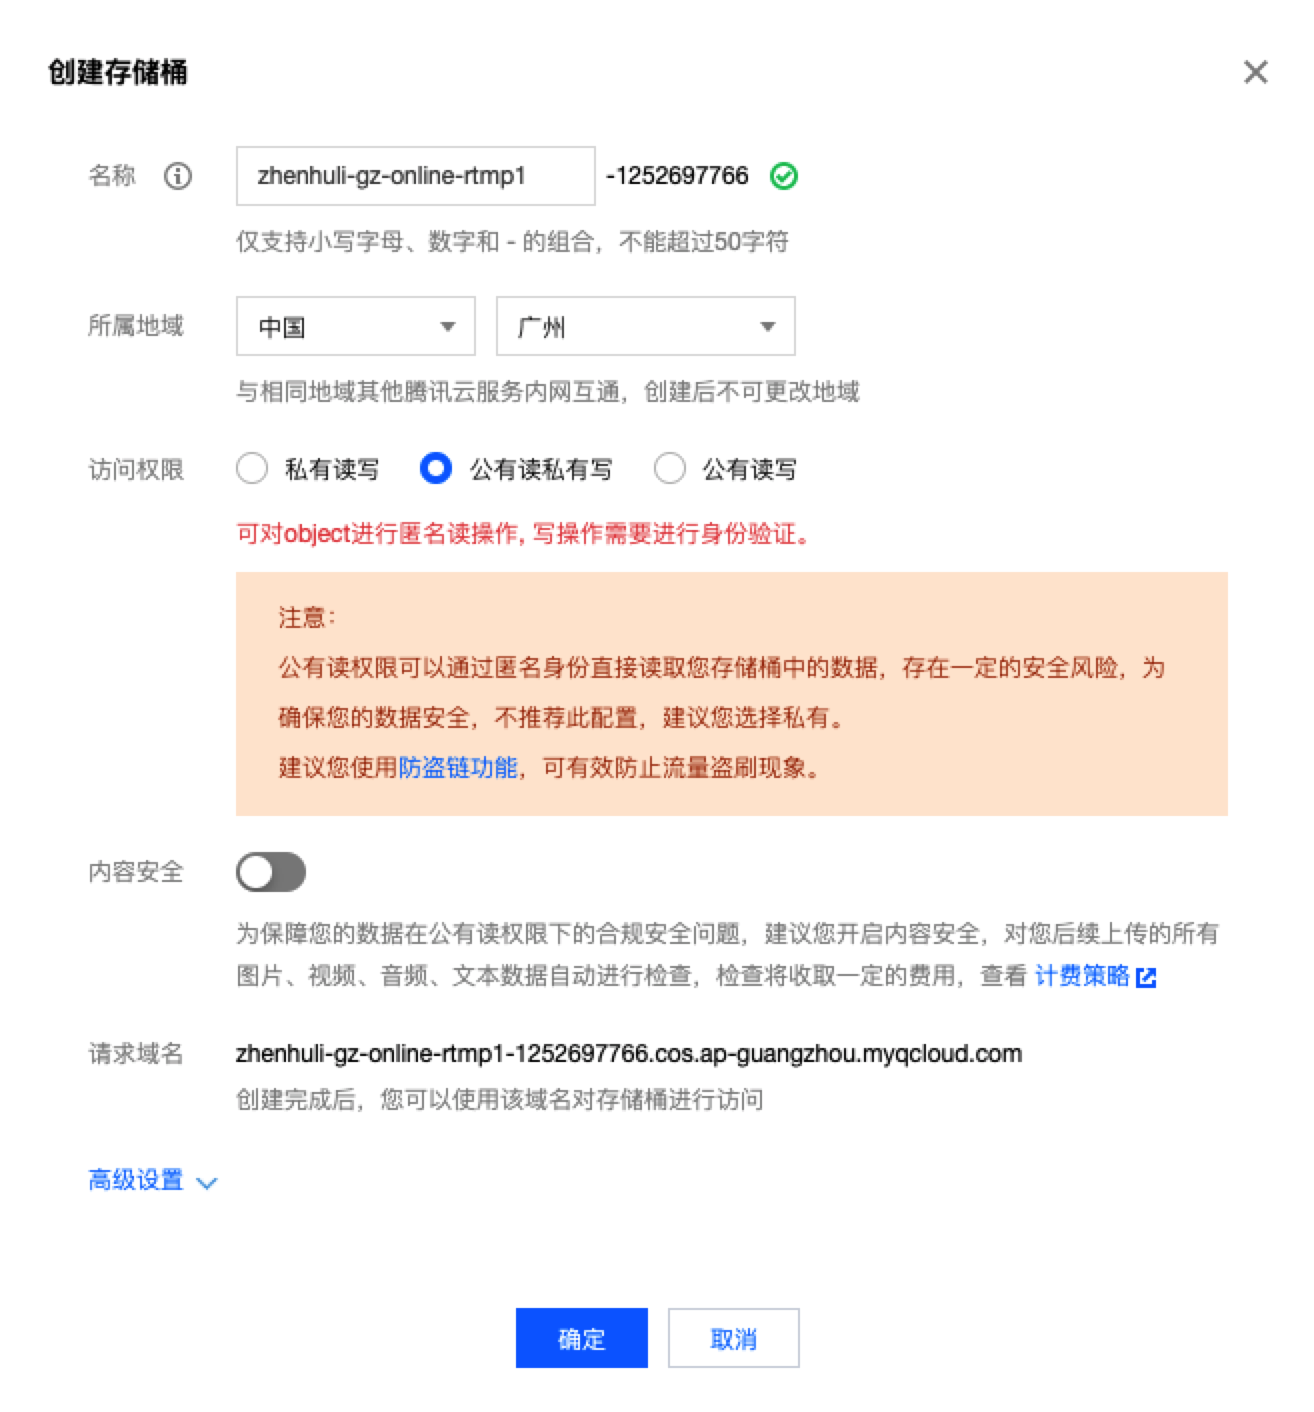 创建存储桶
名称 zhenhuli-gz-online-rtmp1 -1252697766
仅支持小写字母、数字和 - 的组合，不能超过50字符
所属地域 中国 广州
与相同地域其他腾讯云服务内网互通，创建后不可更改地域
访问权限 私有读写 公有读私有写 公有读写
可对object进行匿名读操作, 写操作需要进行身份验证。
注意：
公有读权限可以通过匿名身份直接读取您存储桶中的数据，存在一定的安全风险，为
确保您的数据安全，不推荐此配置，建议您选择私有。
建议您使用防盗链功能，可有效防止流量盗刷现象。
内容安全
为保障您的数据在公有读权限下的合规安全问题，建议您开启内容安全，对您后续上传的所有
图片、视频、音频、文本数据自动进行检查，检查将收取一定的费用，查看 计费策略
请求域名 zhenhuli-gz-online-rtmp1-1252697766.cos.ap-guangzhou.myqcloud.com
创建完成后，您可以使用该域名对存储桶进行访问
高级设置
确定 取消